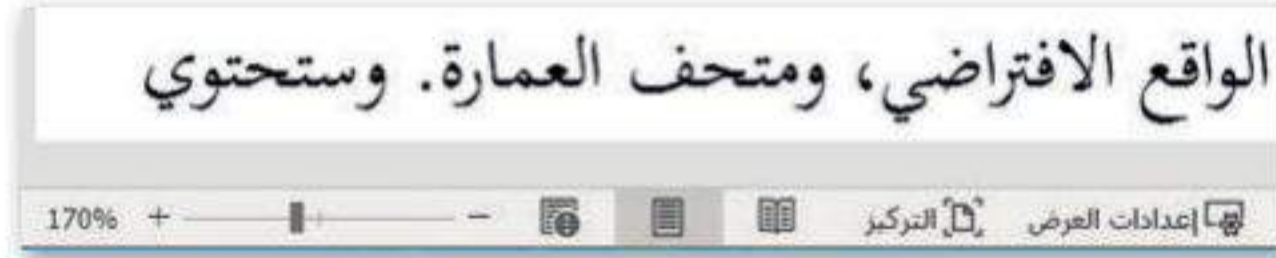 الواقع الافتراضي، ومتحف العمارة. وستحتوي
إعدادات العرض التركيز − + 170%